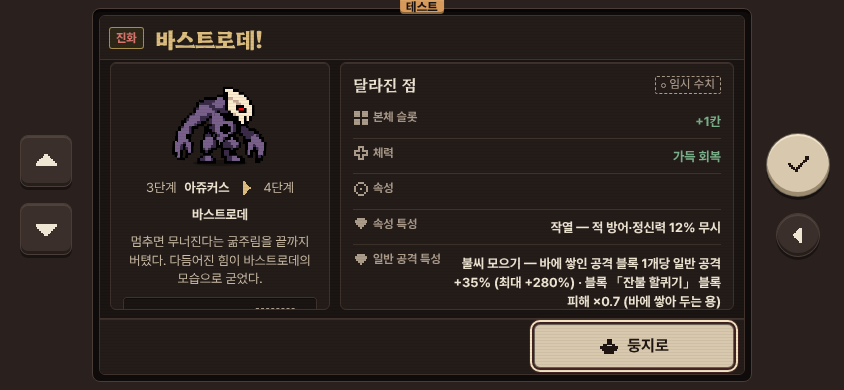 테스트
진화 바스트로데!
3단계 아쥬커스 4단계
바스트로데
멈추면 무너진다는 굶주림을 끝까지
버텼다. 다듬어진 힘이 바스트로데의
모습으로 굳었다.
달라진 점
임시 수치
본체 슬롯 +1칸
체력 가득 회복
속성
속성 특성 작열 — 적 방어·정신력 12% 무시
일반 공격 특성 불씨 모으기 — 바에 쌓인 공격 블록 1개당 일반 공격
+35% (최대 +280%) · 블록 「잔불 할퀴기」 블록
피해 ×0.7 (바에 쌓아 두는 용)
둥지로